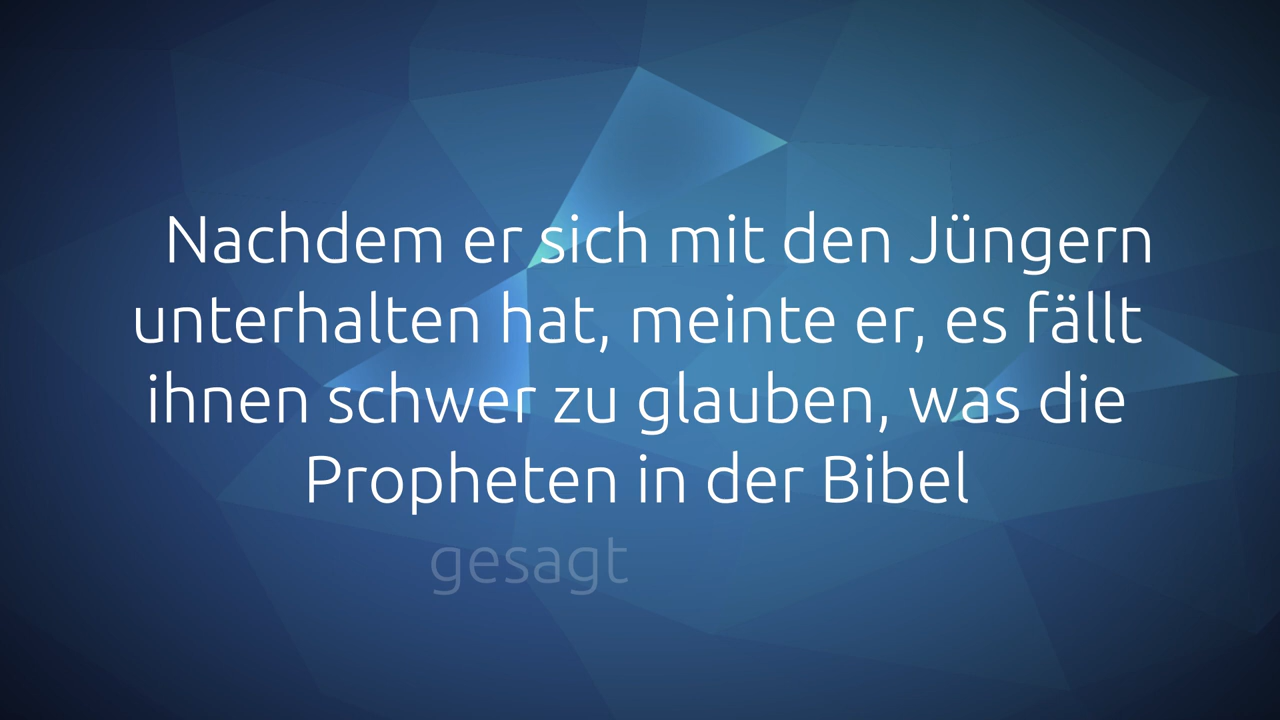 Nachdem er sich mit den Jüngern
unterhalten hat, meinte er, es fällt
ihnen schwer zu glauben, was die
Propheten in der Bibel
gesagt